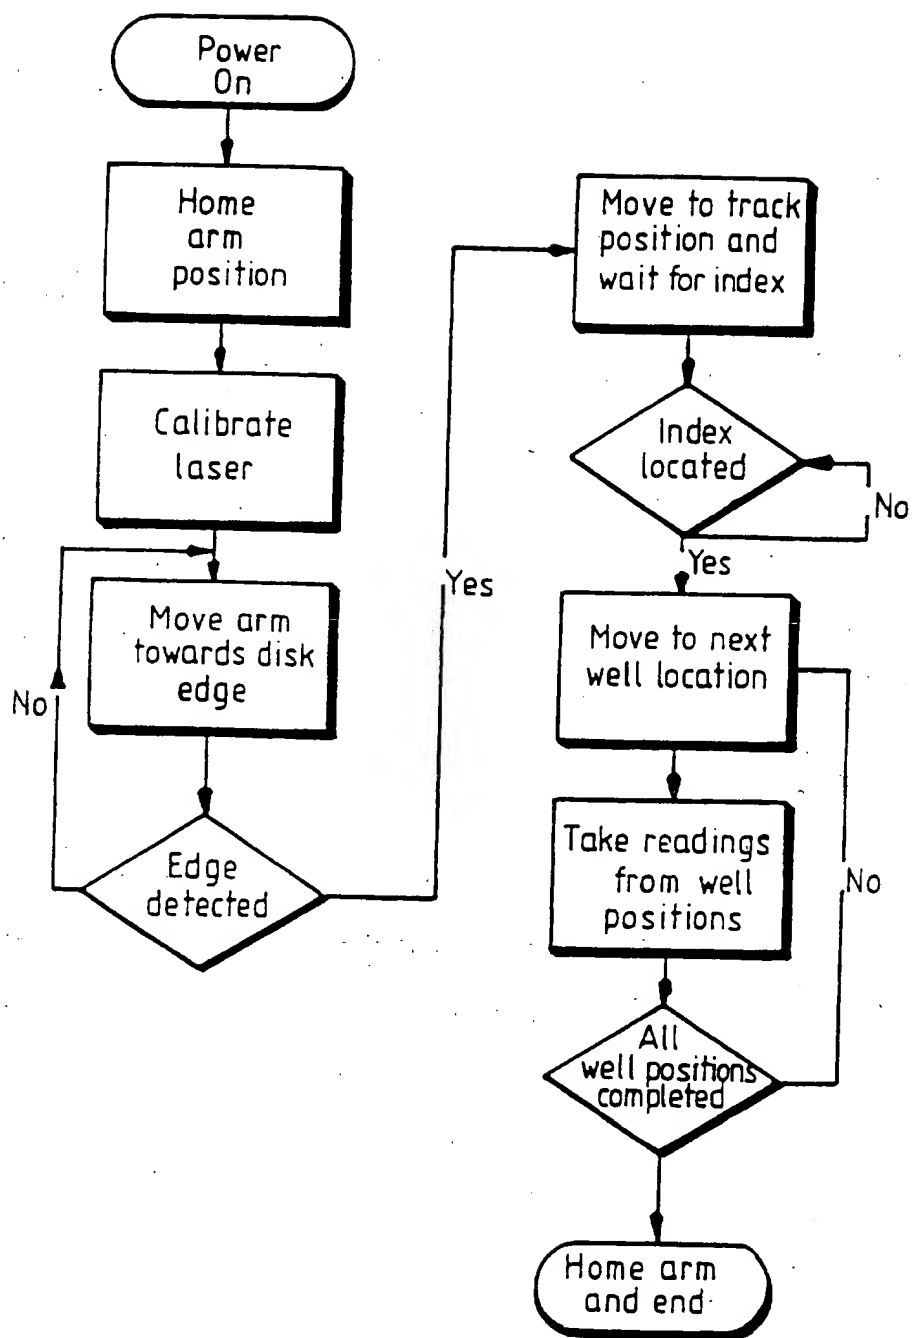 Power
On
Home
arm
position
Calibrate
laser
Move arm
towards disk
edge
No
Edge
detected
Yes
Move to track
position and
wait for index
Index
located
No
Yes
Move to next
well location
Take readings
from well
positions
No
All
well positions
completed
Home arm
and end